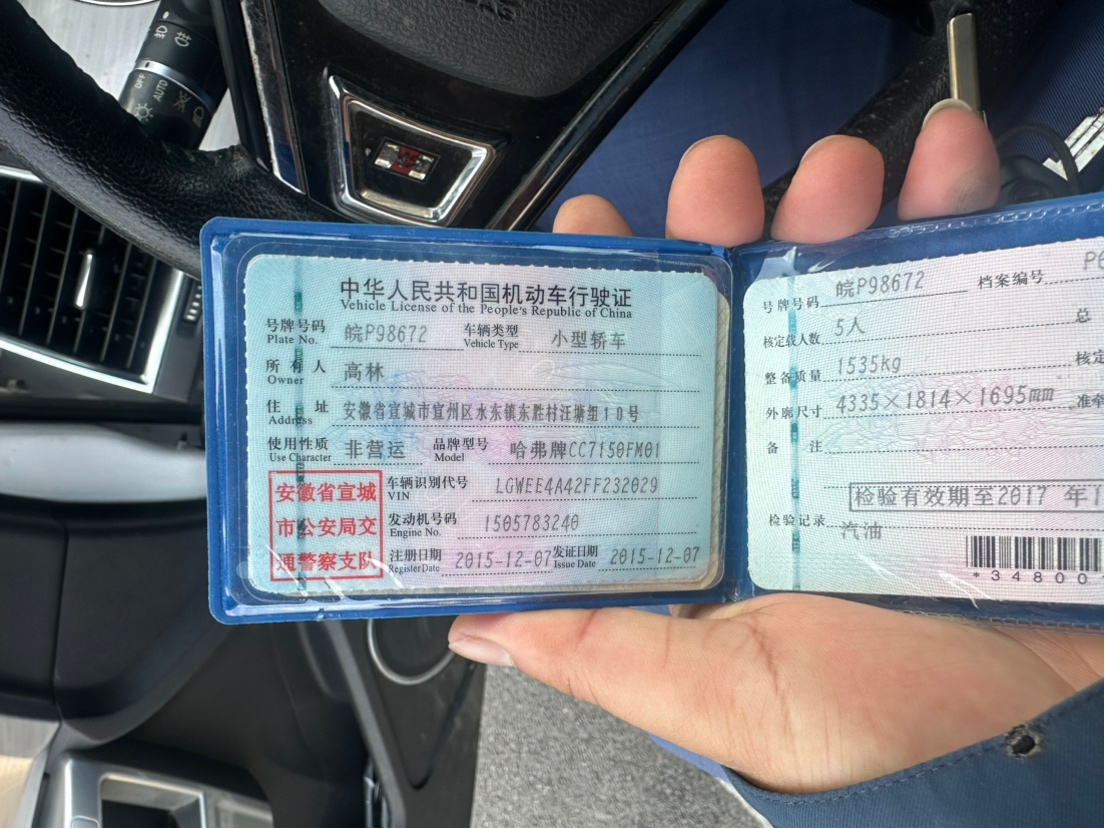 OFF
AUTO
中华人民共和国机动车行驶证
Vehicle License of the People's Republic of China
号牌号码 皖P98672 车辆类型 小型轿车
Plate No. Vehicle Type
所有人 高林
Owner
住址 安徽省宣城市宣州区水东镇东胜村汪塘组10号
Address
使用性质 非营运 品牌型号 哈弗牌CC7150FM01
Use Character Model
安徽省宣城
市公安局交
通警察支队
车辆识别代号 LGWEE4A42FF232029
VIN
发动机号码 1505783240
Engine No.
注册日期 2015-12-07 发证日期 2015-12-07
Register Date Issue Date
号牌号码 皖P98672 档案编号 P6
核定载人数 5人 总
整备质量 1535kg 核定
外廓尺寸 4335×1814×1695mm 准牵
备注
检验有效期至2017 年1
检验记录 汽油
*34800